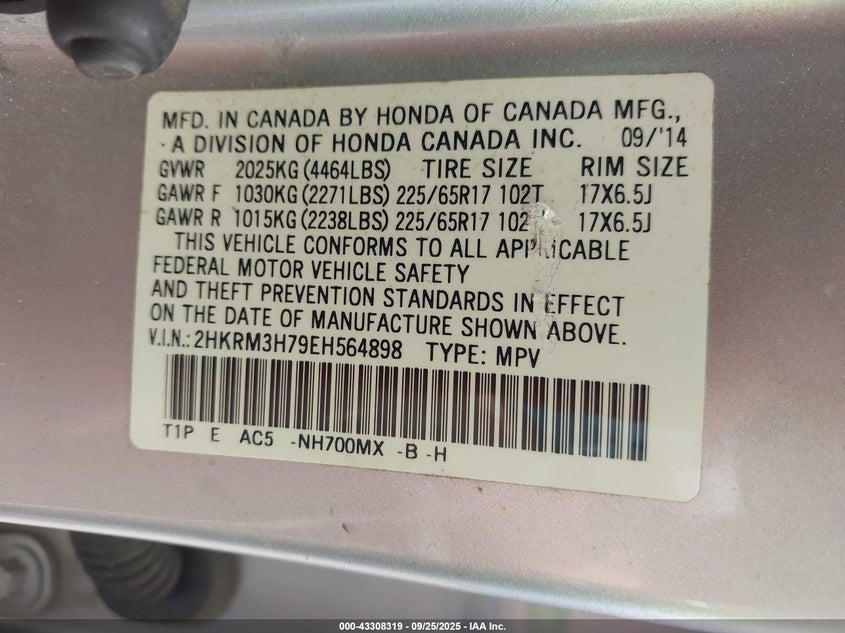 MFD. IN CANADA BY HONDA OF CANADA MFG.,
A DIVISION OF HONDA CANADA INC. 09/'14
GVWR 2025KG (4464LBS) TIRE SIZE RIM SIZE
GAWR F 1030KG (2271LBS) 225/65R17 102T 17X6.5J
GAWR R 1015KG (2238LBS) 225/65R17 102 17X6.5J
THIS VEHICLE CONFORMS TO ALL APPLICABLE
FEDERAL MOTOR VEHICLE SAFETY
AND THEFT PREVENTION STANDARDS IN EFFECT
ON THE DATE OF MANUFACTURE SHOWN ABOVE.
V.I.N.: 2HKRM3H79EH564898 TYPE: MPV
T1P E AC5 -NH700MX -B -H
000-43308319 - 09/25/2025 - IAA Inc.